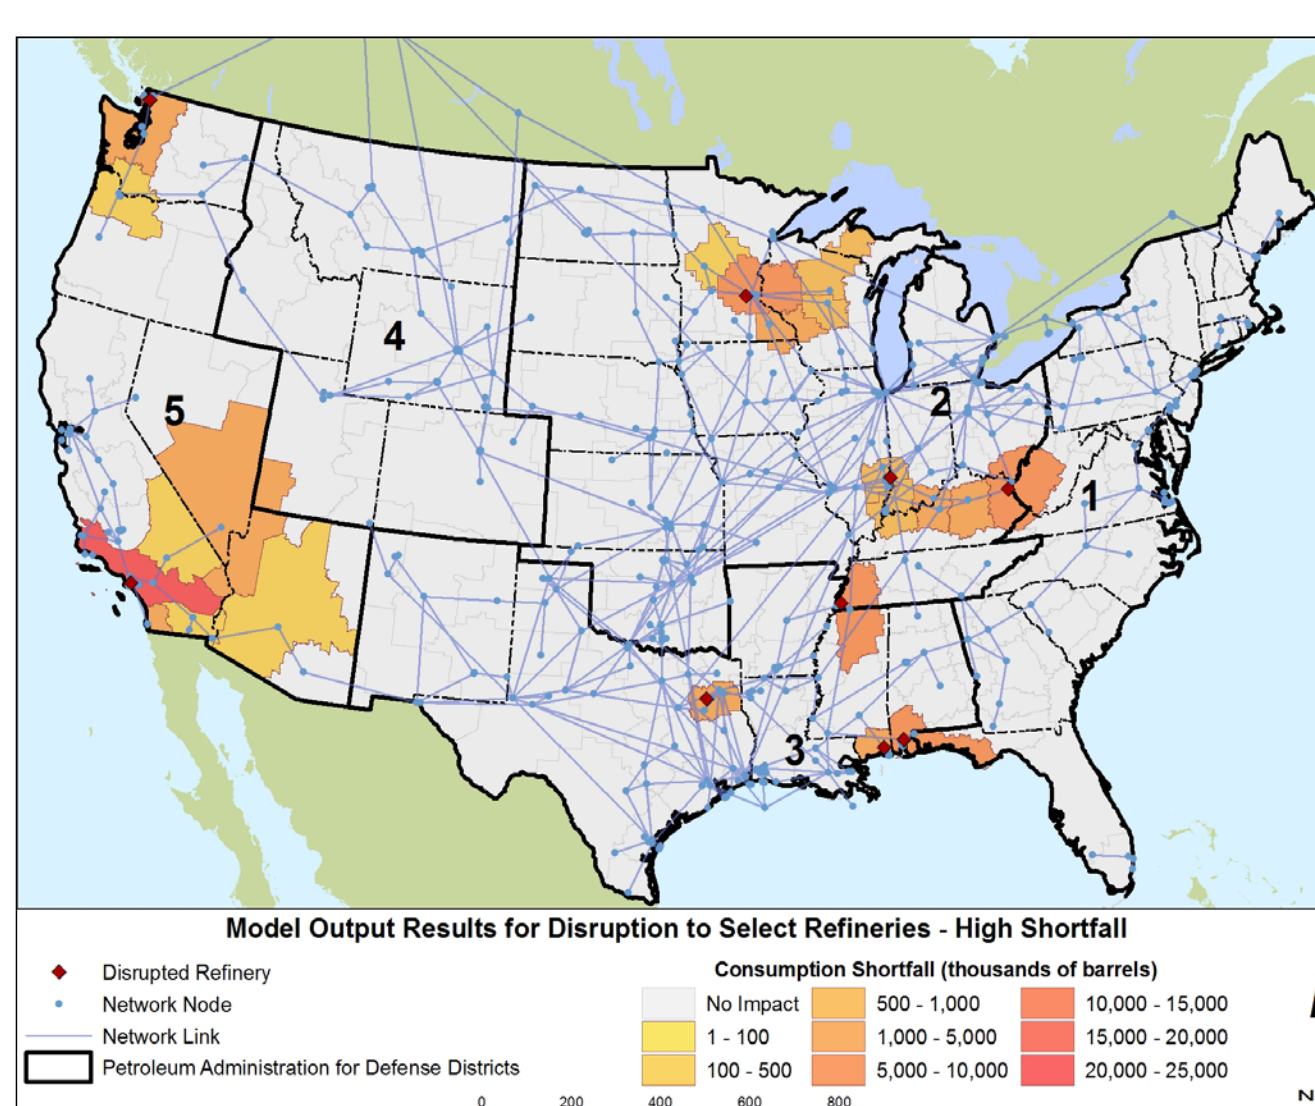 4
5
2
1
3
Model Output Results for Disruption to Select Refineries - High Shortfall
Disrupted Refinery
Network Node
Network Link
Petroleum Administration for Defense Districts
Consumption Shortfall (thousands of barrels)
No Impact
1 - 100
100 - 500
500 - 1,000
1,000 - 5,000
5,000 - 10,000
10,000 - 15,000
15,000 - 20,000
20,000 - 25,000
0 200 400 600 800
N